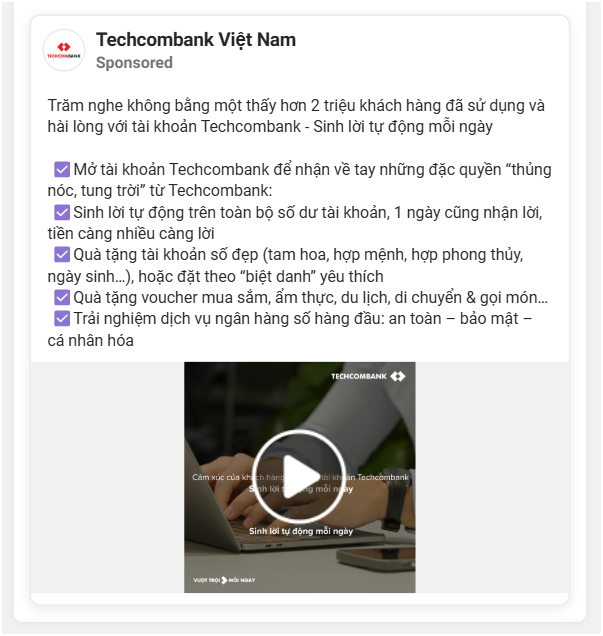 Techcombank Việt Nam
Sponsored
TECHCOMBANK
Trăm nghe không bằng một thấy hơn 2 triệu khách hàng đã sử dụng và
hài lòng với tài khoản Techcombank - Sinh lời tự động mỗi ngày
Mở tài khoản Techcombank để nhận về tay những đặc quyền “thủng
nóc, tung trời” từ Techcombank:
Sinh lời tự động trên toàn bộ số dư tài khoản, 1 ngày cũng nhận lời,
tiền càng nhiều càng lời
Quà tặng tài khoản số đẹp (tam hoa, hợp mệnh, hợp phong thủy,
ngày sinh…), hoặc đặt theo “biệt danh” yêu thích
Quà tặng voucher mua sắm, ẩm thực, du lịch, di chuyển & gọi món…
Trải nghiệm dịch vụ ngân hàng số hàng đầu: an toàn – bảo mật –
cá nhân hóa
TECHCOMBANK
Cảm xúc của khách hàng tài khoản Techcombank
Sinh lời tự động mỗi ngày
Sinh lời tự động mỗi ngày
VƯỢT TRỘI MỖI NGÀY